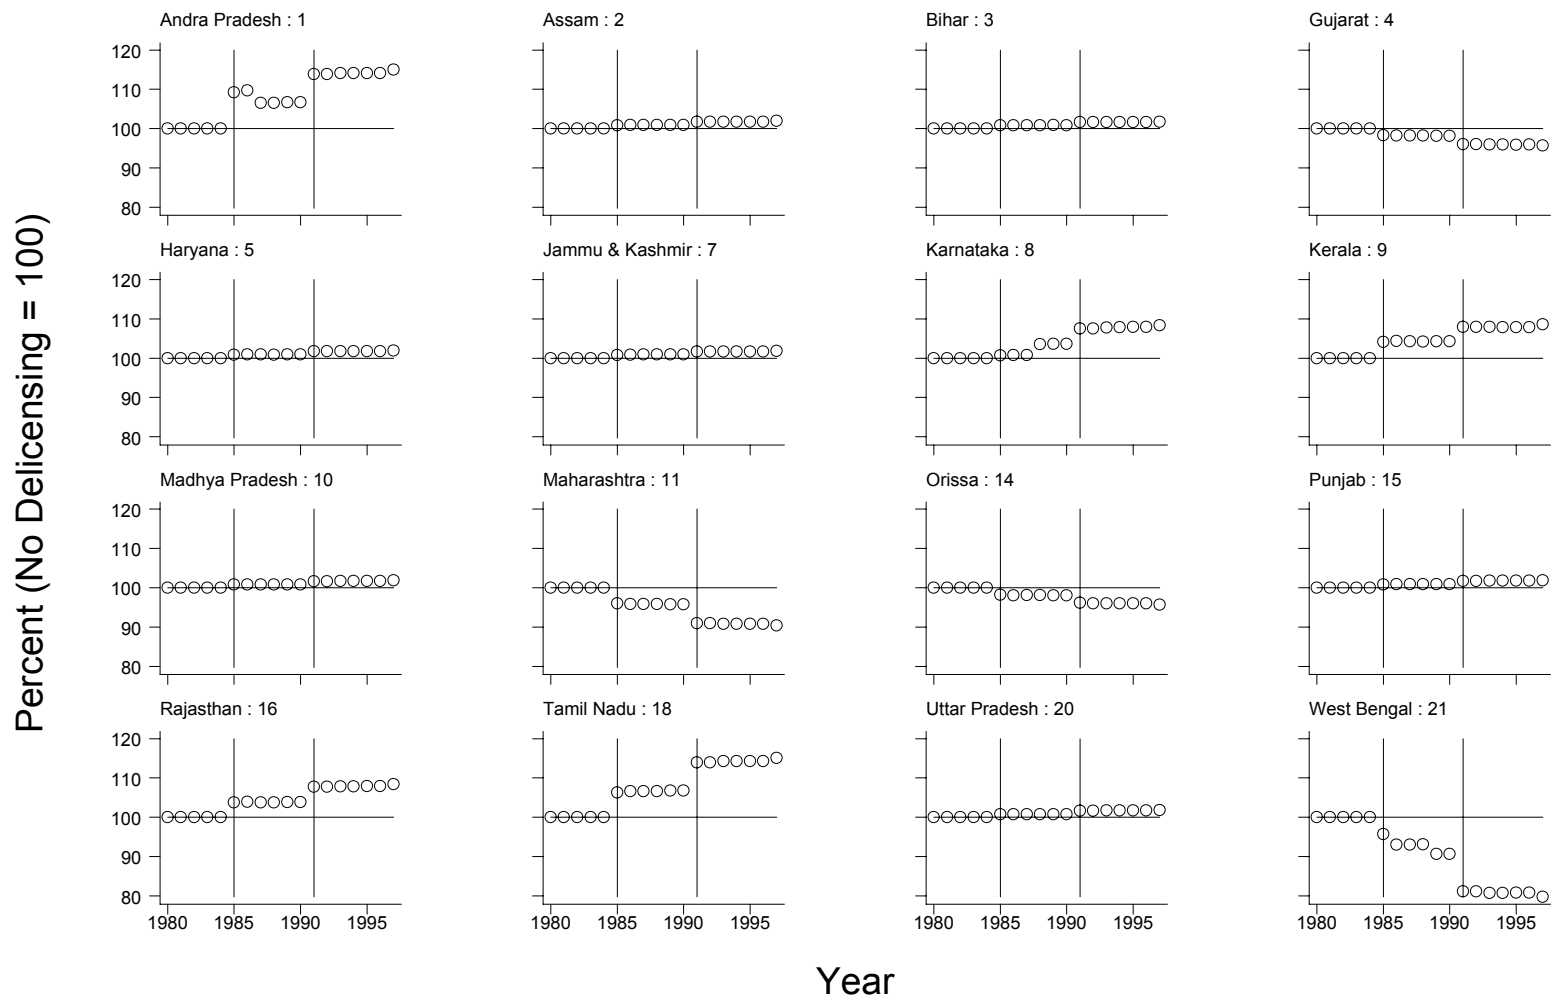 Andra Pradesh : 1
Assam : 2
Bihar : 3
Gujarat : 4
120
110
100
90
80
Haryana : 5
Jammu & Kashmir : 7
Karnataka : 8
Kerala : 9
120
110
100
90
80
Madhya Pradesh : 10
Maharashtra : 11
Orissa : 14
Punjab : 15
120
110
100
90
80
Rajasthan : 16
Tamil Nadu : 18
Uttar Pradesh : 20
West Bengal : 21
120
110
100
90
80
1980 1985 1990 1995
1980 1985 1990 1995
1980 1985 1990 1995
1980 1985 1990 1995
Percent (No Delicensing = 100)
Year